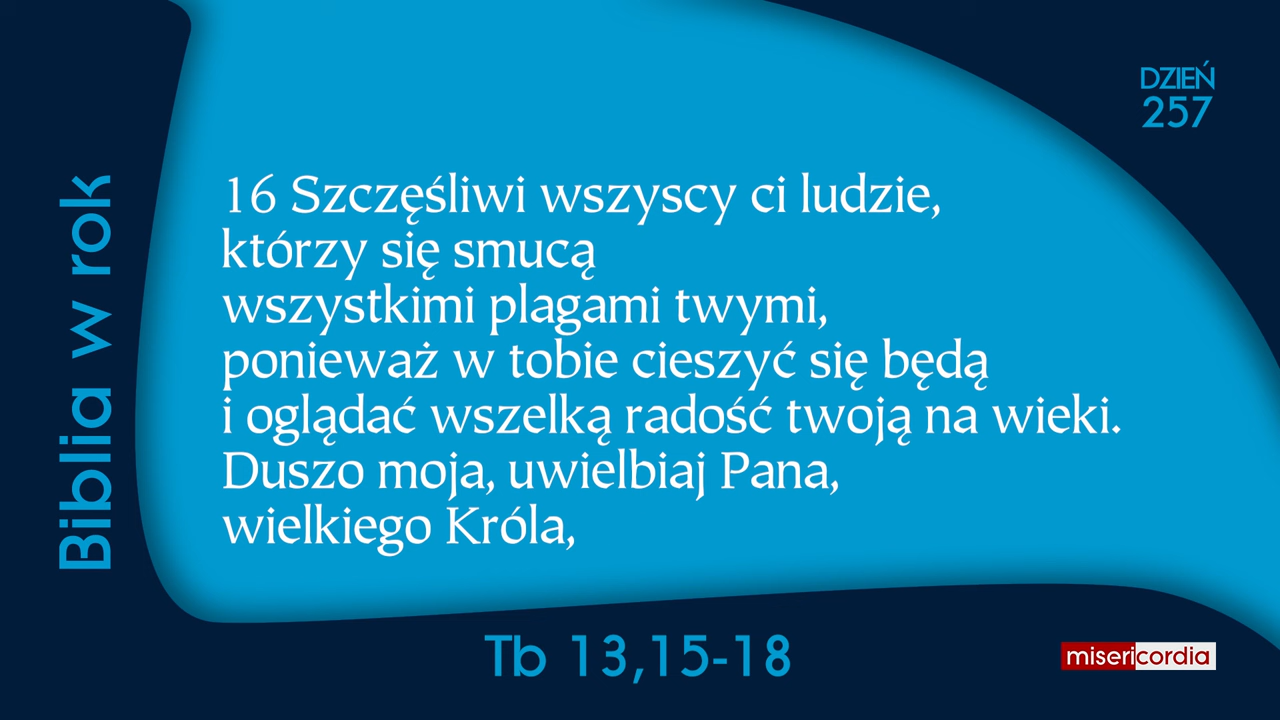 DZIEŃ
257
Biblia w rok
16 Szczęśliwi wszyscy ci ludzie,
którzy się smucą
wszystkimi plagami twymi,
ponieważ w tobie cieszyć się będą
i oglądać wszelką radość twoją na wieki.
Duszo moja, uwielbiaj Pana,
wielkiego Króla,
Tb 13,15-18
misericordia